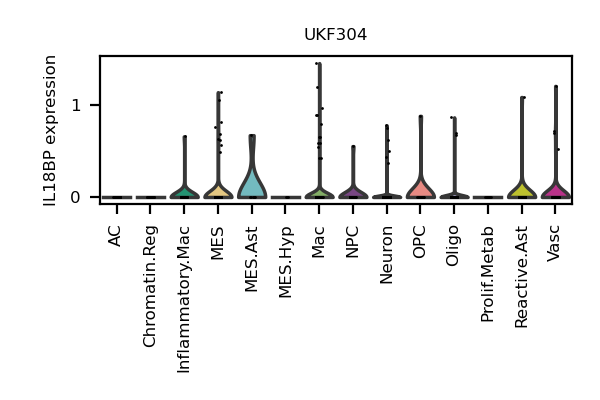 UKF304
IL18BP expression
1
0
AC
Chromatin.Reg
Inflammatory.Mac
MES
MES.Ast
MES.Hyp
Mac
NPC
Neuron
OPC
Oligo
Prolif.Metab
Reactive.Ast
Vasc